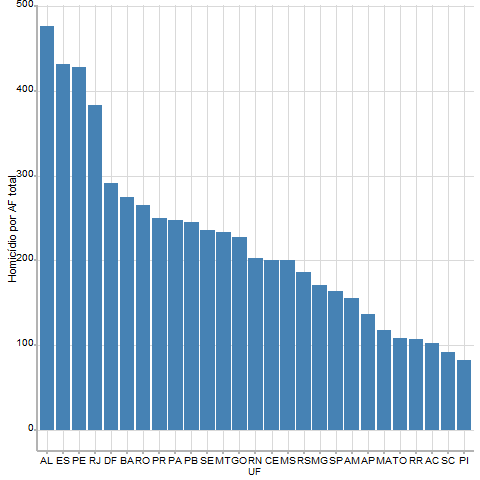 500
400
300
200
100
0
Homicídio por AF total
AL ES PE RJ DF BA RO PR PA PB SE MT GO RN CE MS RS MG SP AM AP MA TO RR AC SC PI
UF